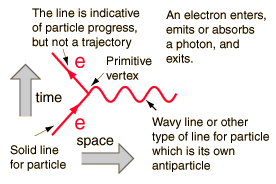 The line is indicative
of particle progress,
but not a trajectory
An electron enters,
emits or absorbs
a photon, and
exits.
e
Primitive
vertex
time
e
Solid line
for particle
space
Wavy line or other
type of line for particle
which is its own
antiparticle